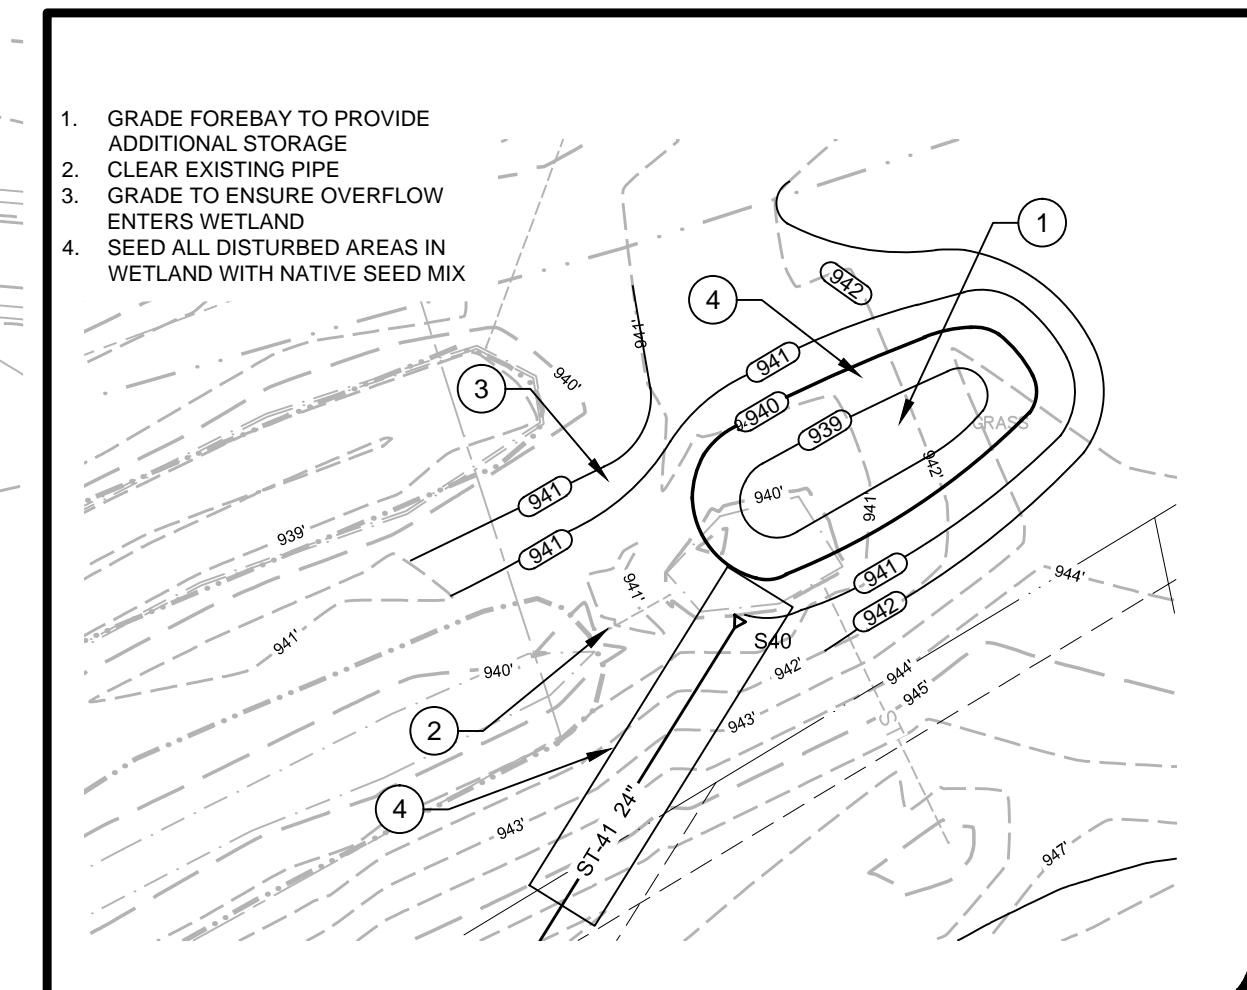 1. GRADE FOREBAY TO PROVIDE
ADDITIONAL STORAGE
2. CLEAR EXISTING PIPE
3. GRADE TO ENSURE OVERFLOW
ENTERS WETLAND
4. SEED ALL DISTURBED AREAS IN
WETLAND WITH NATIVE SEED MIX
1
942
4
941'
941
940'
3
940
939
GRASS
942'
940'
941
941'
941
939'
941
941
944'
941'
942
941'
S40
940'
942'
944'
945'
2
943'
ST
4
24"
943'
ST-41
947'